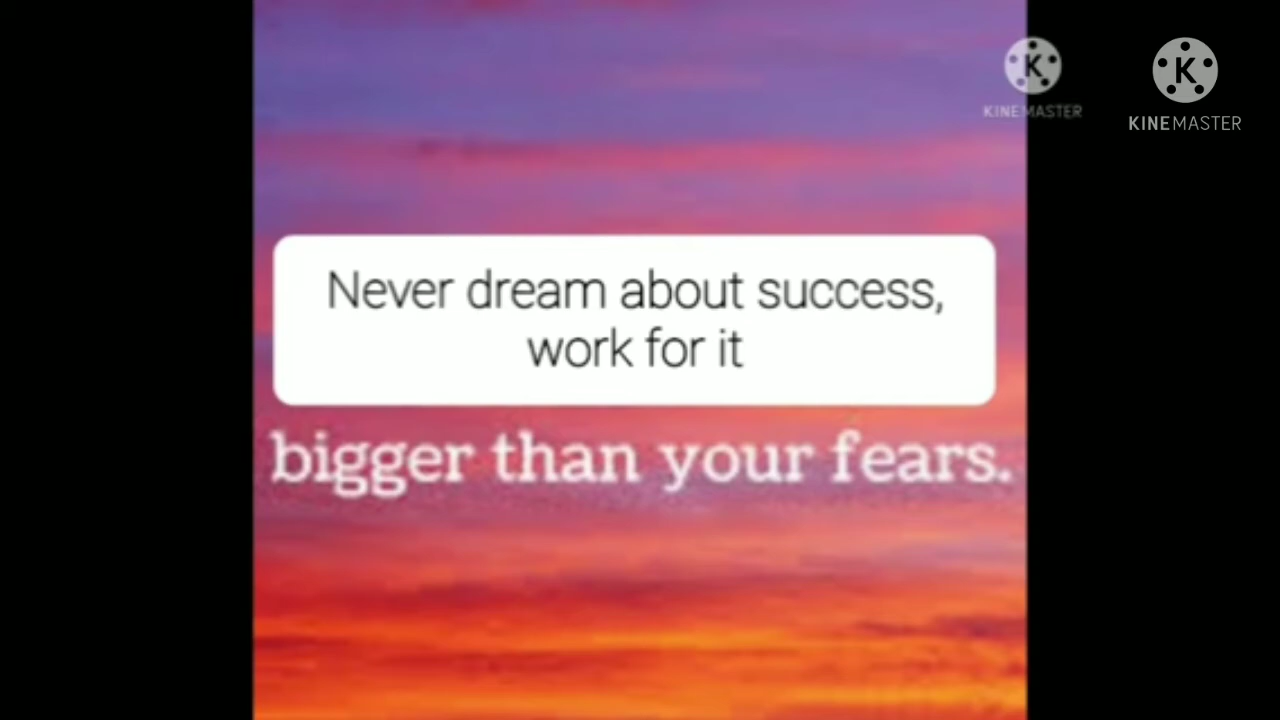 KINEMASTER
KINEMASTER
Never dream about success,
work for it
bigger than your fears.